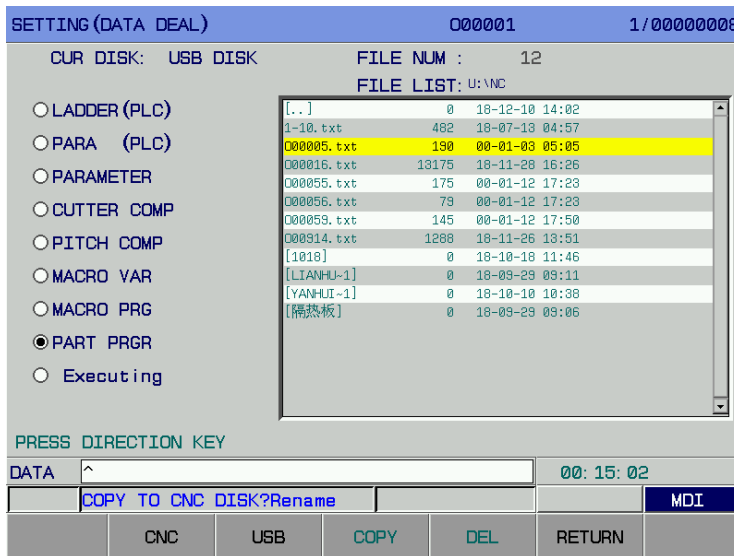 SETTING(DATA DEAL) O00001 1/00000008
CUR DISK: USB DISK FILE NUM : 12
FILE LIST: U:\NC
LADDER(PLC)
PARA (PLC)
PARAMETER
CUTTER COMP
PITCH COMP
MACRO VAR
MACRO PRG
PART PRGR
Executing
[..] 0 18-12-10 14:02
1-10.txt 482 18-07-13 04:57
O00005.txt 190 00-01-03 05:05
O00016.txt 13175 18-11-28 16:26
O00055.txt 175 00-01-12 17:23
O00056.txt 79 00-01-12 17:23
O00059.txt 145 00-01-12 17:50
O00914.txt 1288 18-11-26 13:51
[1018] 0 18-10-18 11:46
[LIANHU~1] 0 18-09-29 09:11
[YANHUI~1] 0 18-10-10 10:38
[隔热板] 0 18-09-29 09:06
PRESS DIRECTION KEY
DATA ^ 00:15:02
COPY TO CNC DISK?Rename MDI
CNC USB COPY DEL RETURN